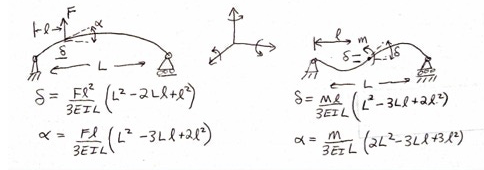 F
l
α
δ
L
δ = Fl²/3EIL (L² - 2Ll + l²)
α = Fl/3EIL (L² - 3Ll + 2l²)
l
m
δ =
δ
L
δ = Ml/3EIL (L² - 3Ll + 2l²)
α = m/3EIL (2L² - 3Ll + 3l²)